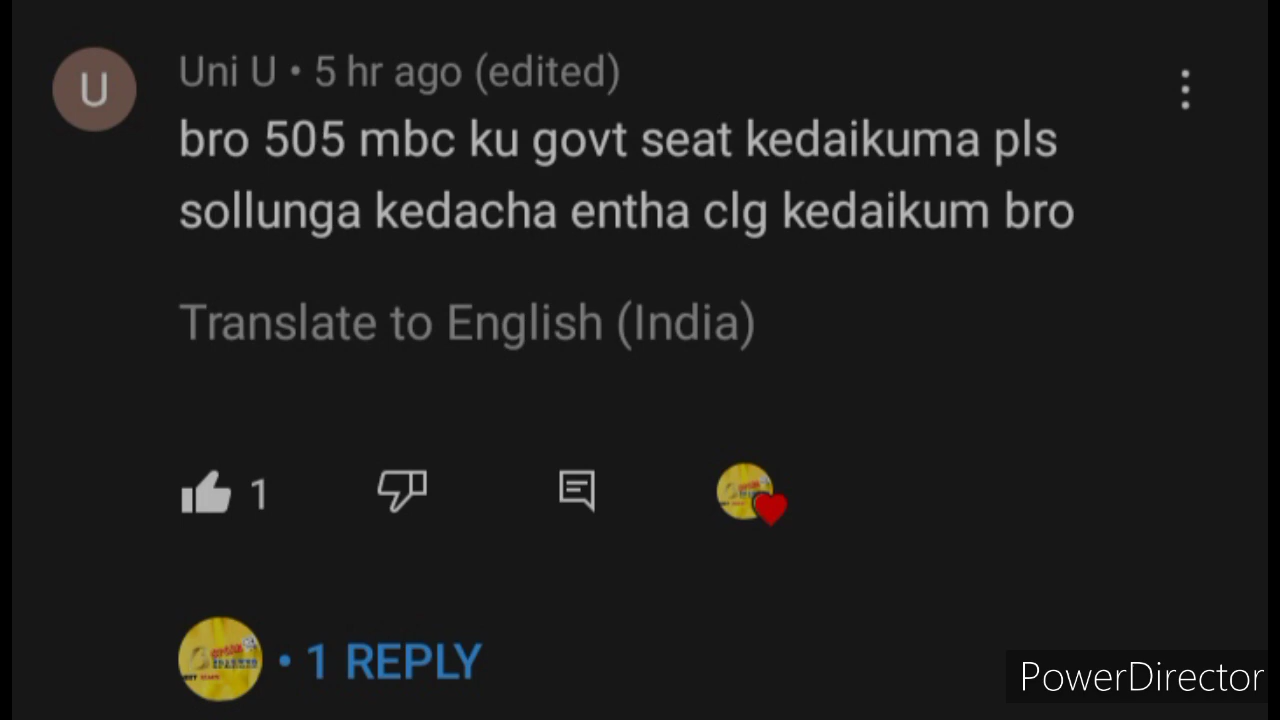 U
Uni U • 5 hr ago (edited)
bro 505 mbc ku govt seat kedaikuma pls
sollunga kedacha entha clg kedaikum bro
Translate to English (India)
1
• 1 REPLY
PowerDirector